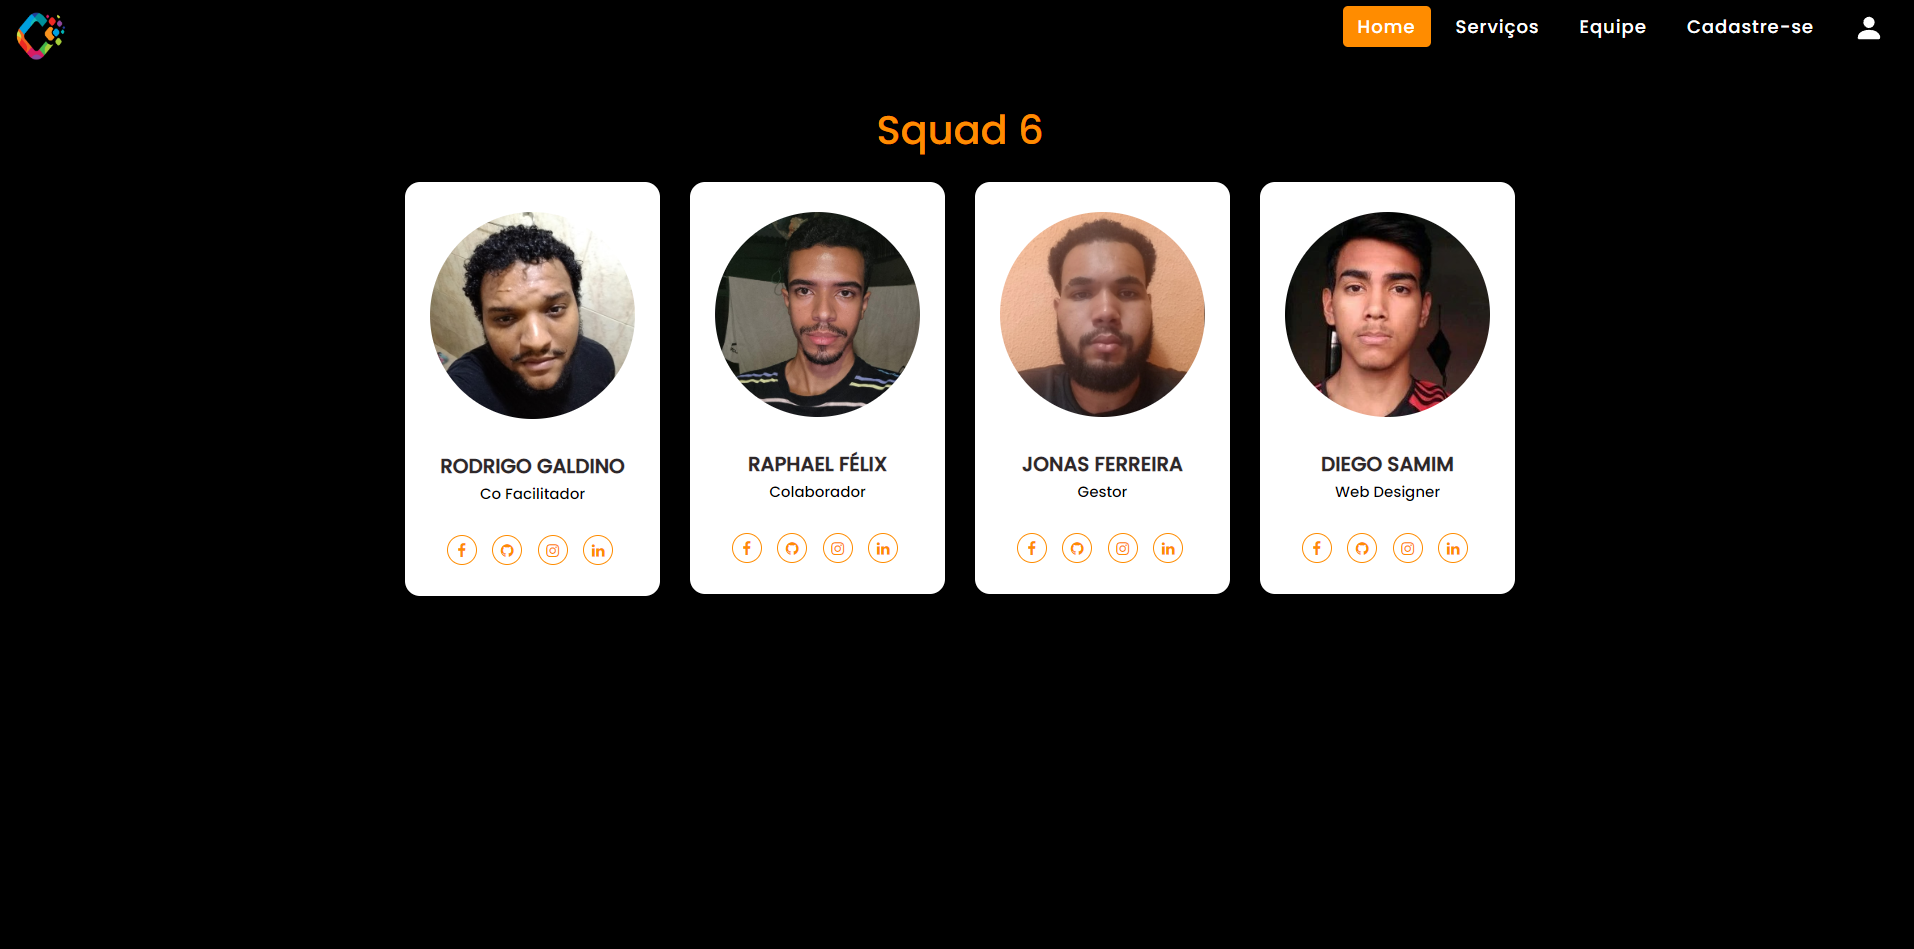 Home Serviços Equipe Cadastre-se
Squad 6
RODRIGO GALDINO
Co Facilitador
RAPHAEL FÉLIX
Colaborador
JONAS FERREIRA
Gestor
DIEGO SAMIM
Web Designer